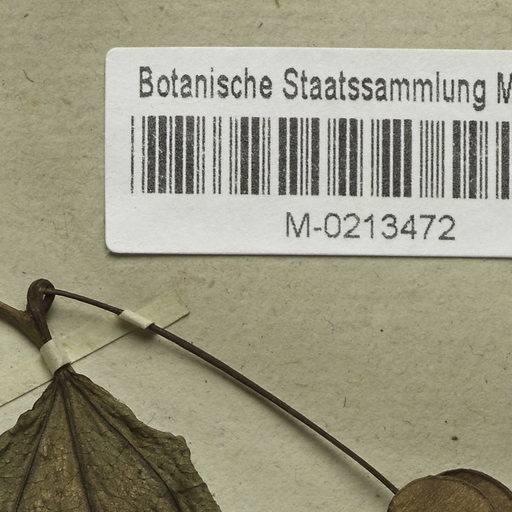 Botanische Staatssammlung M
M-0213472